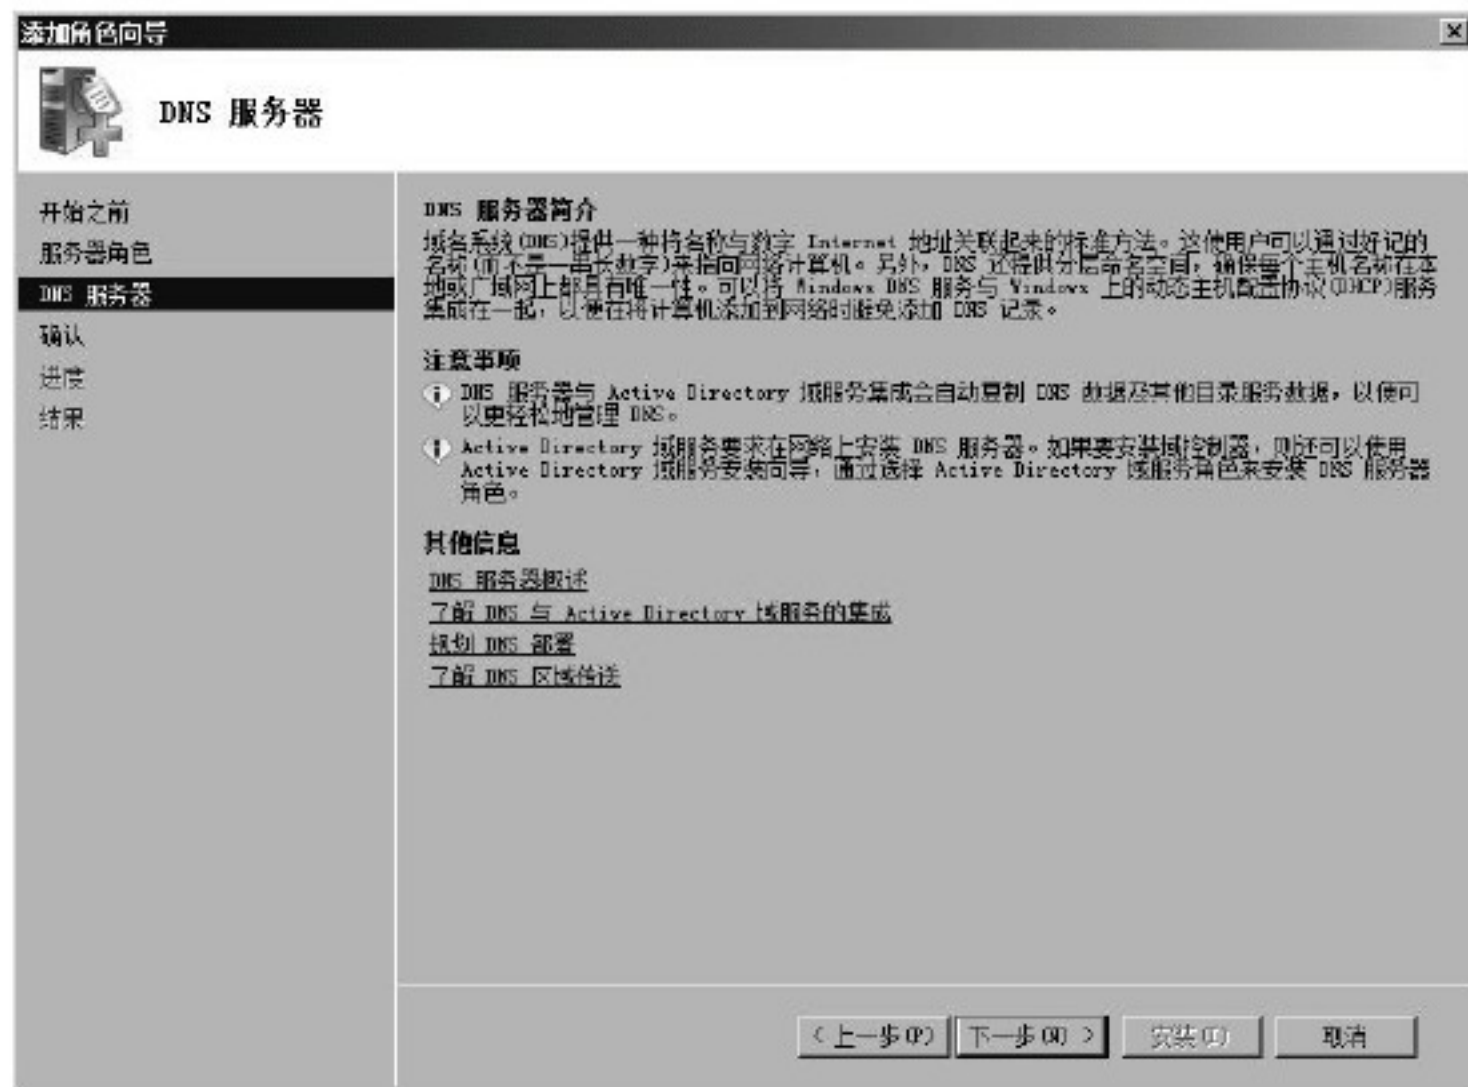 添加角色向导
DNS 服务器
开始之前
服务器角色
DNS 服务器
确认
进度
结果
DNS 服务器简介
域名系统(DNS)提供一种将名称与数字 Internet 地址关联起来的标准方法。这使用户可以通过好记的
名称(而不是一串长数字)来指向网络计算机。另外，DNS 还提供分层命名空间，确保每个主机名称在本
地或广域网上都具有唯一性。可以将 Windows DNS 服务与 Windows 上的动态主机配置协议(DHCP)服务
集成在一起，以便在将计算机添加到网络时避免添加 DNS 记录。
注意事项
DNS 服务器与 Active Directory 域服务集成会自动复制 DNS 数据及其他目录服务数据，以便可
以更轻松地管理 DNS。
Active Directory 域服务要求在网络上安装 DNS 服务器。如果要安装域控制器，则还可以使用
Active Directory 域服务安装向导，通过选择 Active Directory 域服务角色来安装 DNS 服务器
角色。
其他信息
DNS 服务器概述
了解 DNS 与 Active Directory 域服务的集成
规划 DNS 部署
了解 DNS 区域传送
< 上一步(P) 下一步(N) > 安装(I) 取消